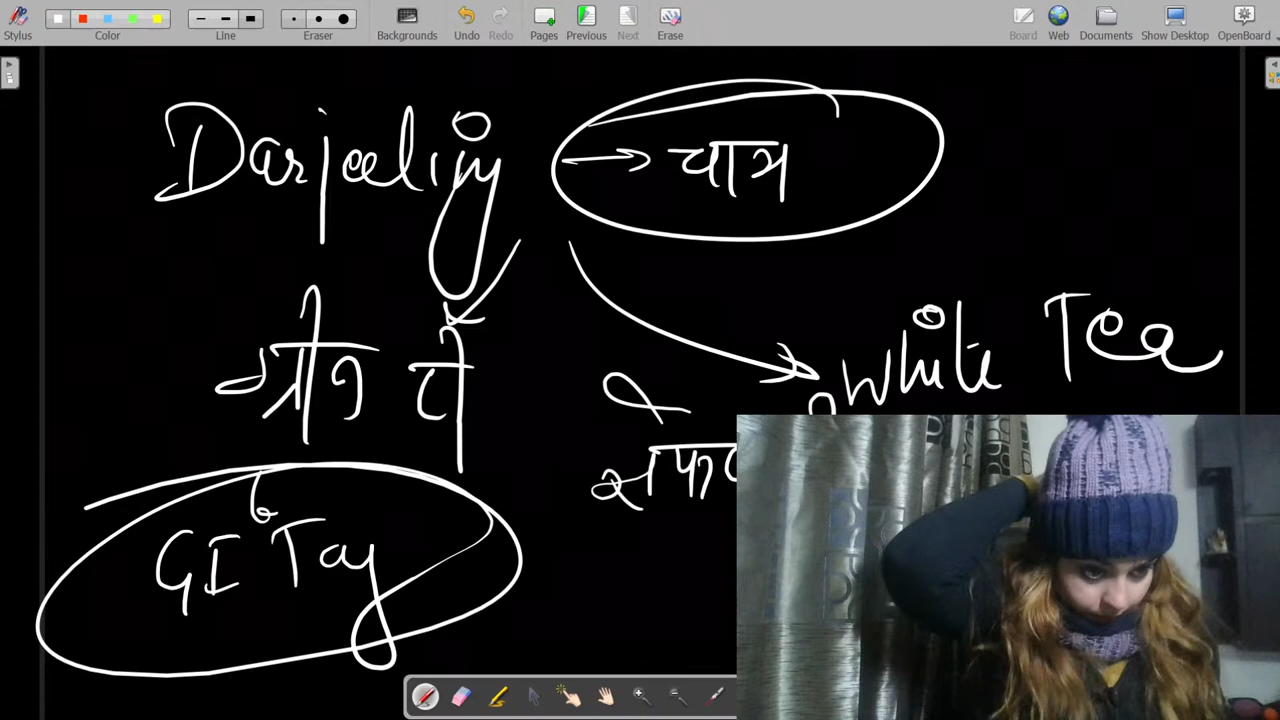 Stylus
Color
Line
Eraser
Backgrounds
Undo
Redo
Pages
Previous
Next
Erase
Board
Web
Documents
Show Desktop
OpenBoard
Darjeeling → चात्र
ग्रीन टी
White Tea
GI Tag